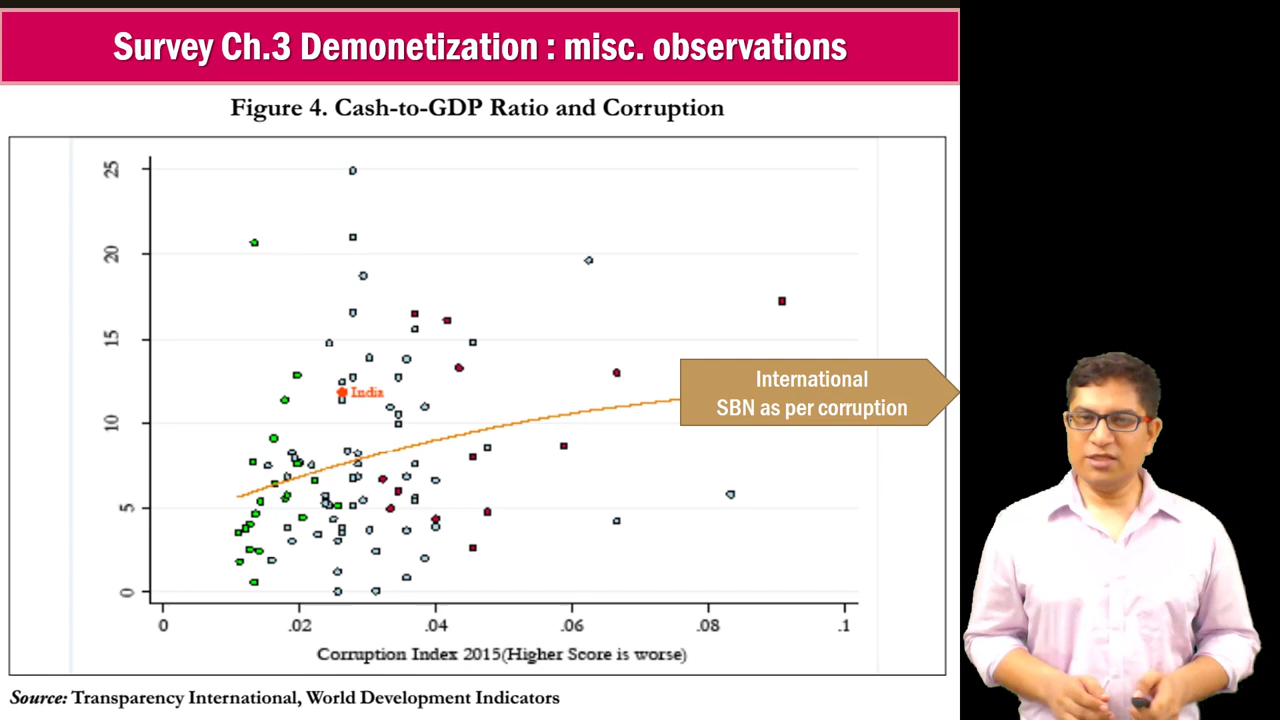 Survey Ch.3 Demonetization : misc. observations
Figure 4. Cash-to-GDP Ratio and Corruption
25
20
15
10
5
0
India
International
SBN as per corruption
0 .02 .04 .06 .08 .1
Corruption Index 2015(Higher Score is worse)
Source: Transparency International, World Development Indicators